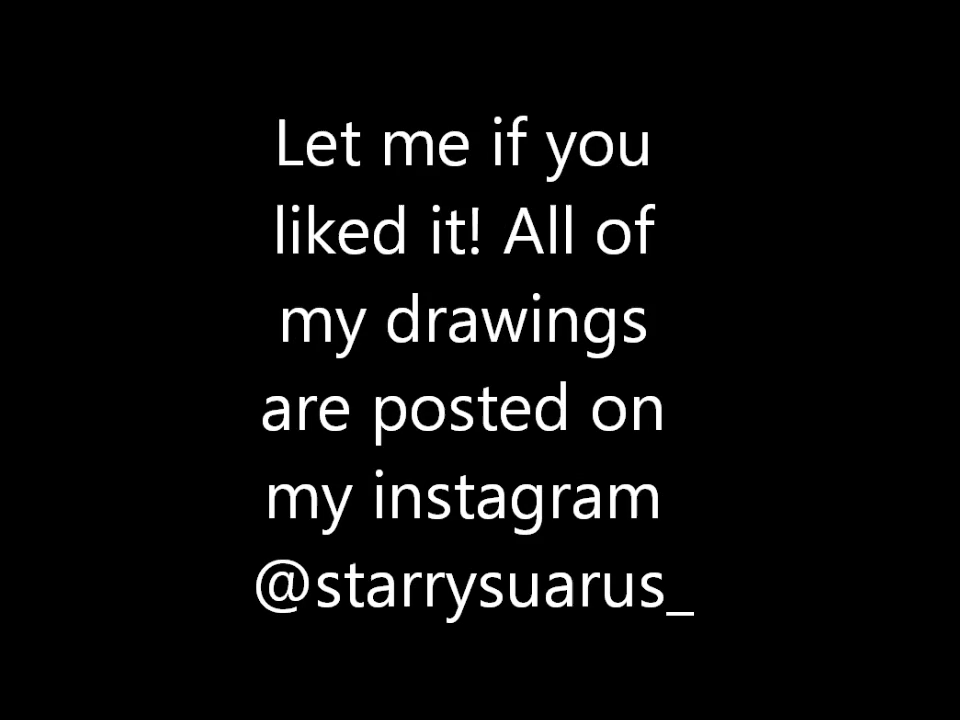 Let me if you
liked it! All of
my drawings
are posted on
my instagram
@starrysuarus_